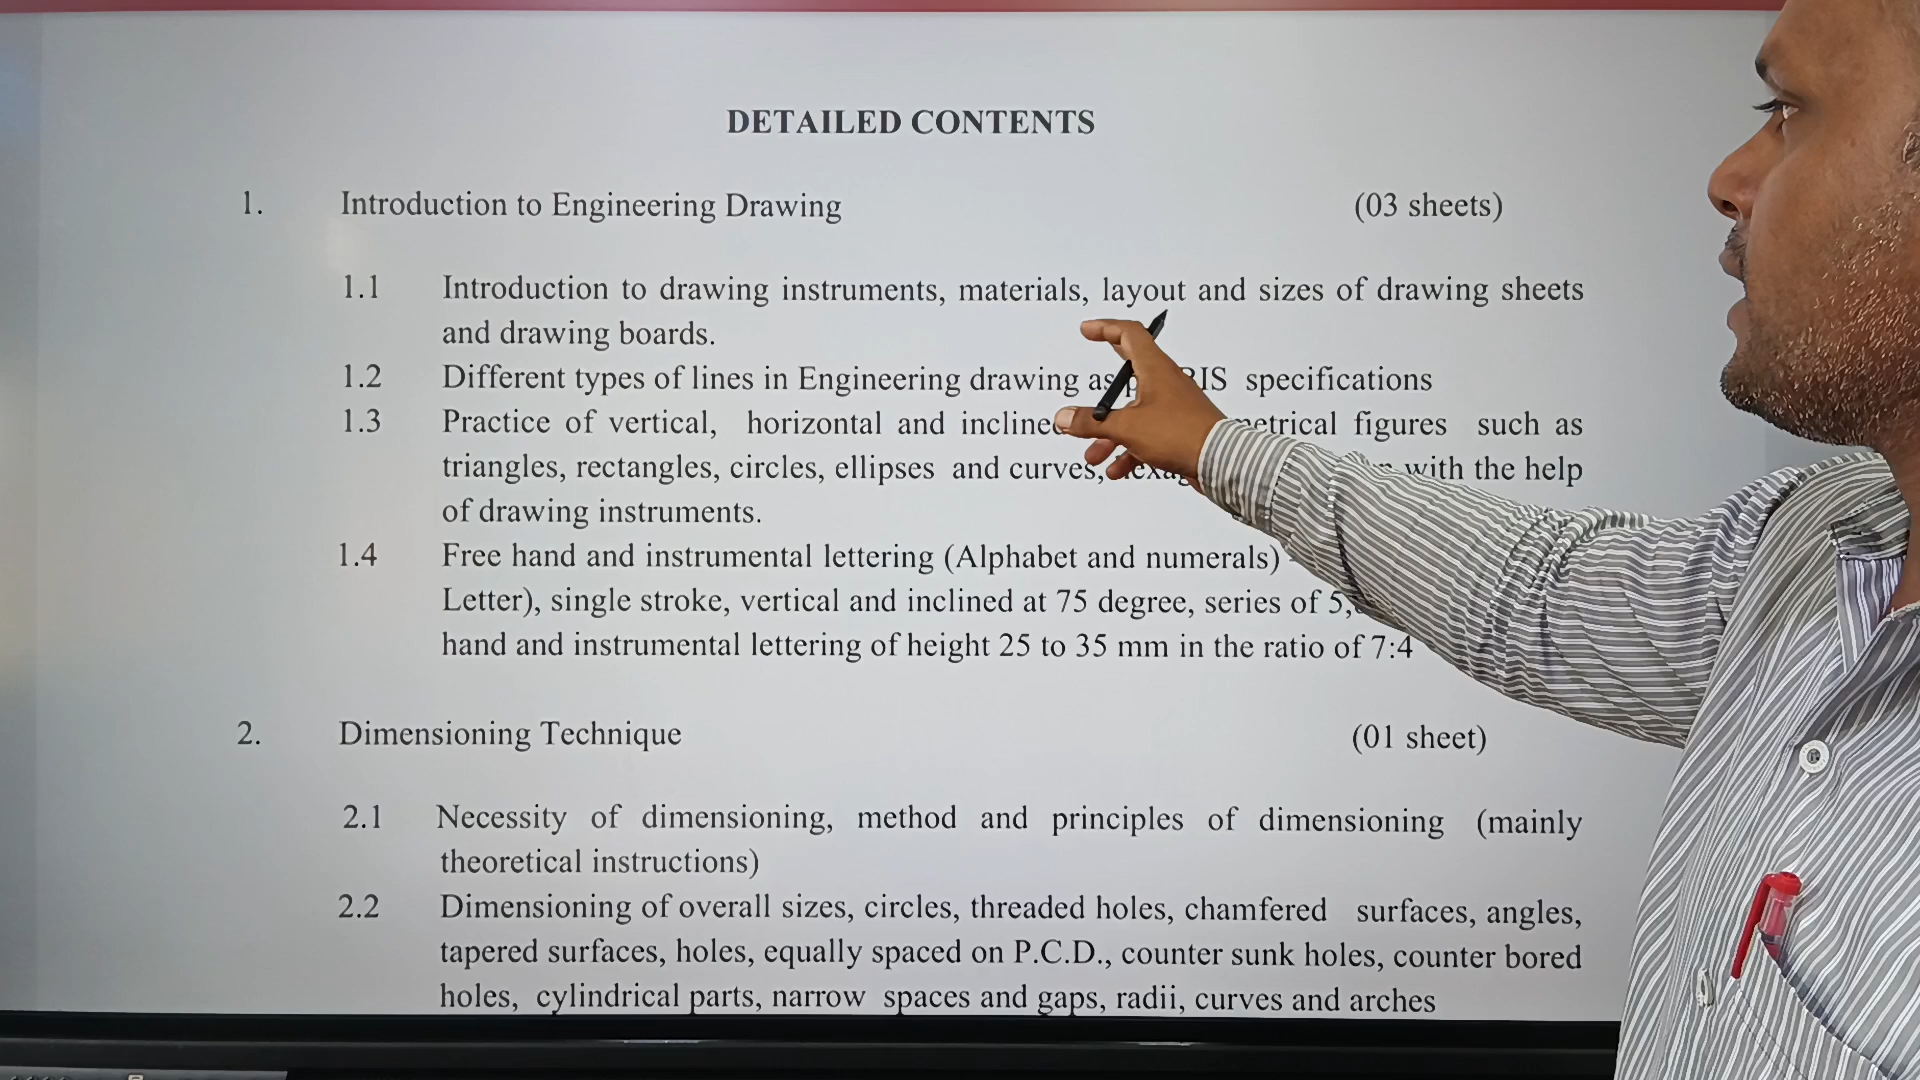 DETAILED CONTENTS
1. Introduction to Engineering Drawing (03 sheets)
1.1 Introduction to drawing instruments, materials, layout and sizes of drawing sheets
and drawing boards.
1.2 Different types of lines in Engineering drawing as BIS specifications
1.3 Practice of vertical, horizontal and inclined figures such as
triangles, rectangles, circles, ellipses and curves, with the help
of drawing instruments.
1.4 Free hand and instrumental lettering (Alphabet and numerals)
Letter), single stroke, vertical and inclined at 75 degree, series of 5,
hand and instrumental lettering of height 25 to 35 mm in the ratio of 7:4
2. Dimensioning Technique (01 sheet)
2.1 Necessity of dimensioning, method and principles of dimensioning (mainly
theoretical instructions)
2.2 Dimensioning of overall sizes, circles, threaded holes, chamfered surfaces, angles,
tapered surfaces, holes, equally spaced on P.C.D., counter sunk holes, counter bored
holes, cylindrical parts, narrow spaces and gaps, radii, curves and arches